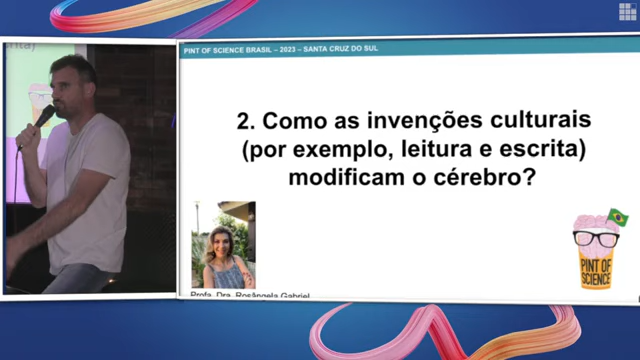 PINT OF SCIENCE BRASIL – 2023 – SANTA CRUZ DO SUL
2. Como as invenções culturais
(por exemplo, leitura e escrita)
modificam o cérebro?
Profa. Dra. Rosângela Gabriel
PINT OF
SCIENCE